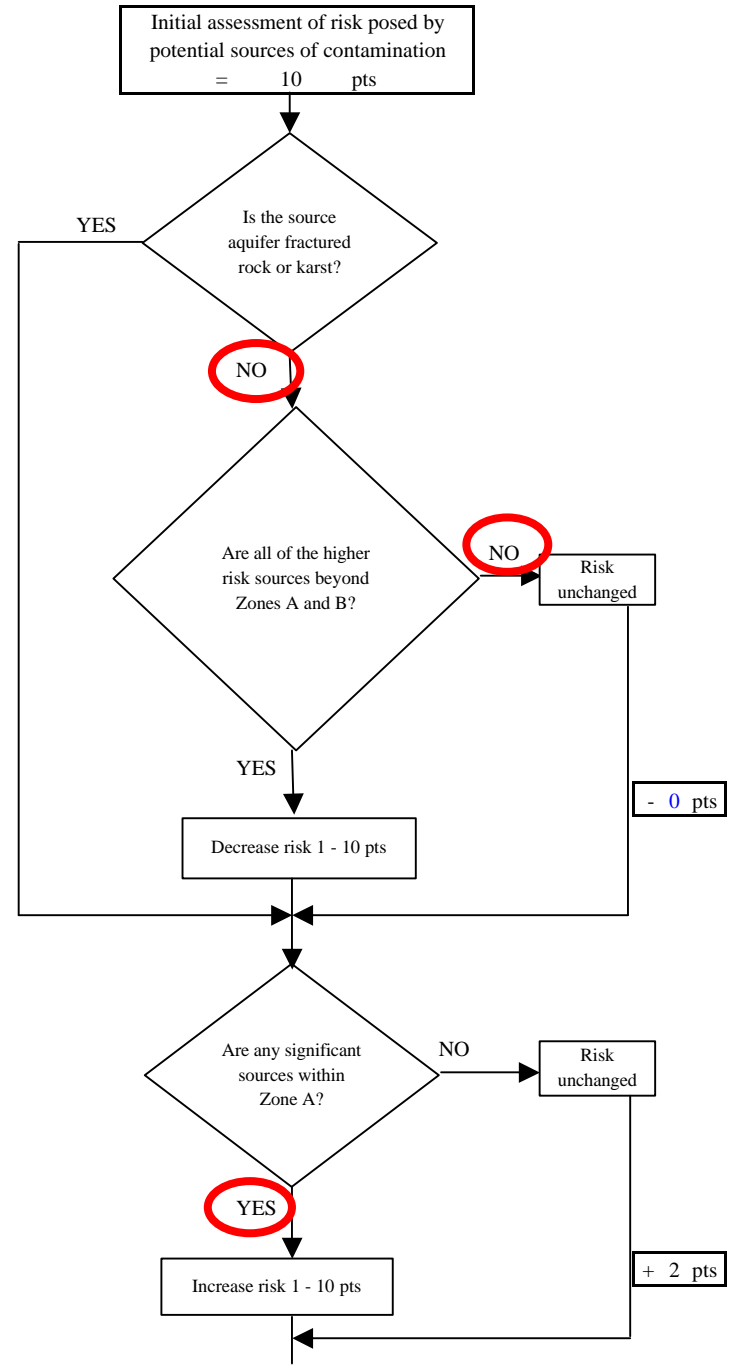 Initial assessment of risk posed by
potential sources of contamination
= 10 pts
YES
Is the source
aquifer fractured
rock or karst?
NO
Are all of the higher
risk sources beyond
Zones A and B?
NO
Risk
unchanged
YES
- 0 pts
Decrease risk 1 - 10 pts
Are any significant
sources within
Zone A?
NO
Risk
unchanged
YES
+ 2 pts
Increase risk 1 - 10 pts